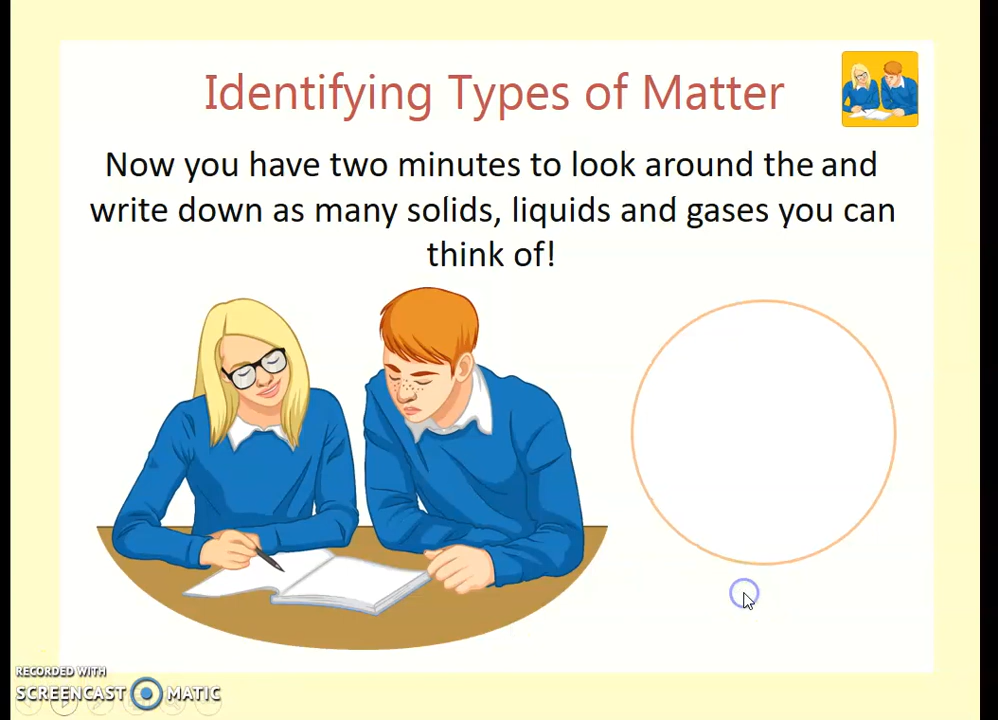 Identifying Types of Matter
Now you have two minutes to look around the and
write down as many solids, liquids and gases you can
think of!
RECORDED WITH
SCREENCAST MATIC